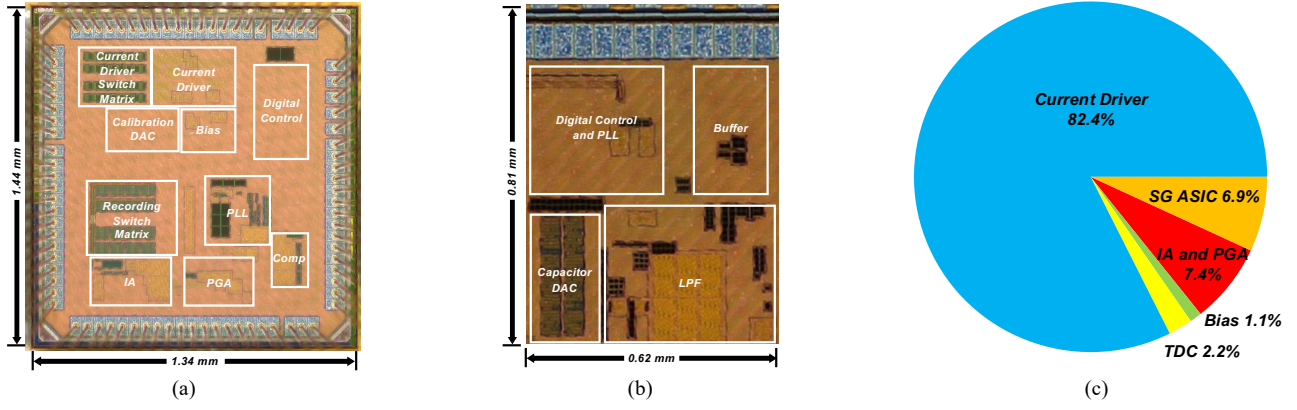 1.44 mm
Current
Driver
Switch
Matrix
Current
Driver
Digital
Control
Calibration
DAC
Bias
Recording
Switch
Matrix
PLL
Comp
IA
PGA
1.34 mm
(a)
0.81 mm
Digital Control
and PLL
Buffer
Capacitor
DAC
LPF
0.62 mm
(b)
Current Driver
82.4%
SG ASIC 6.9%
IA and PGA
7.4%
Bias 1.1%
TDC 2.2%
(c)